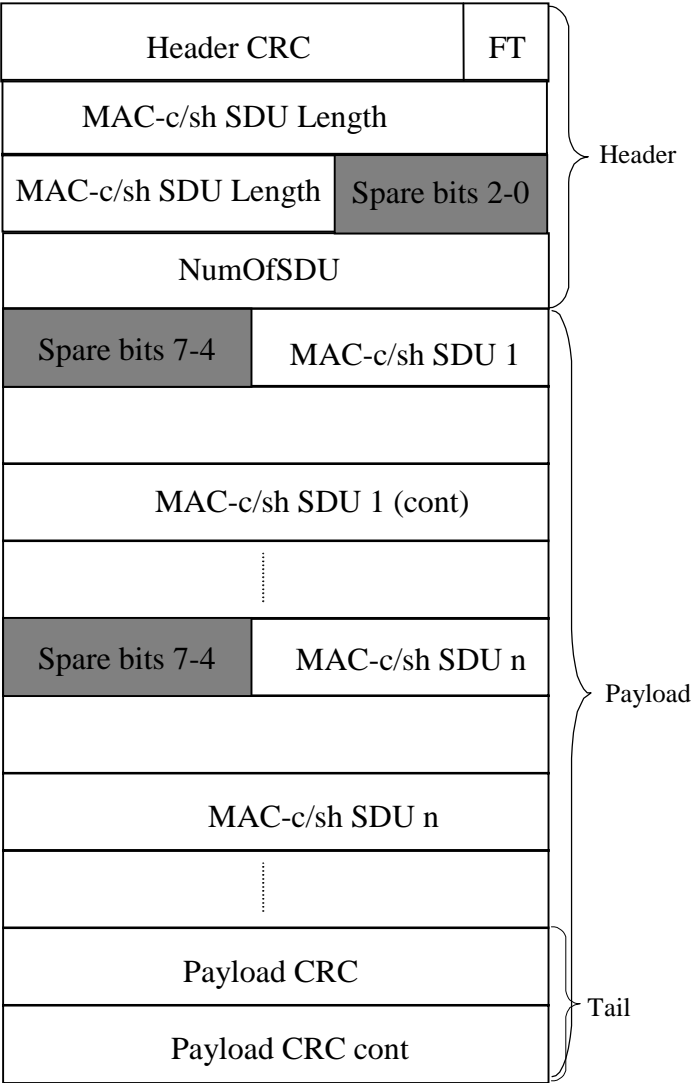 Header CRC FT
MAC-c/sh SDU Length
Header
MAC-c/sh SDU Length Spare bits 2-0
NumOfSDU
Spare bits 7-4 MAC-c/sh SDU 1
MAC-c/sh SDU 1 (cont)
Spare bits 7-4 MAC-c/sh SDU n
Payload
MAC-c/sh SDU n
Payload CRC
Tail
Payload CRC cont